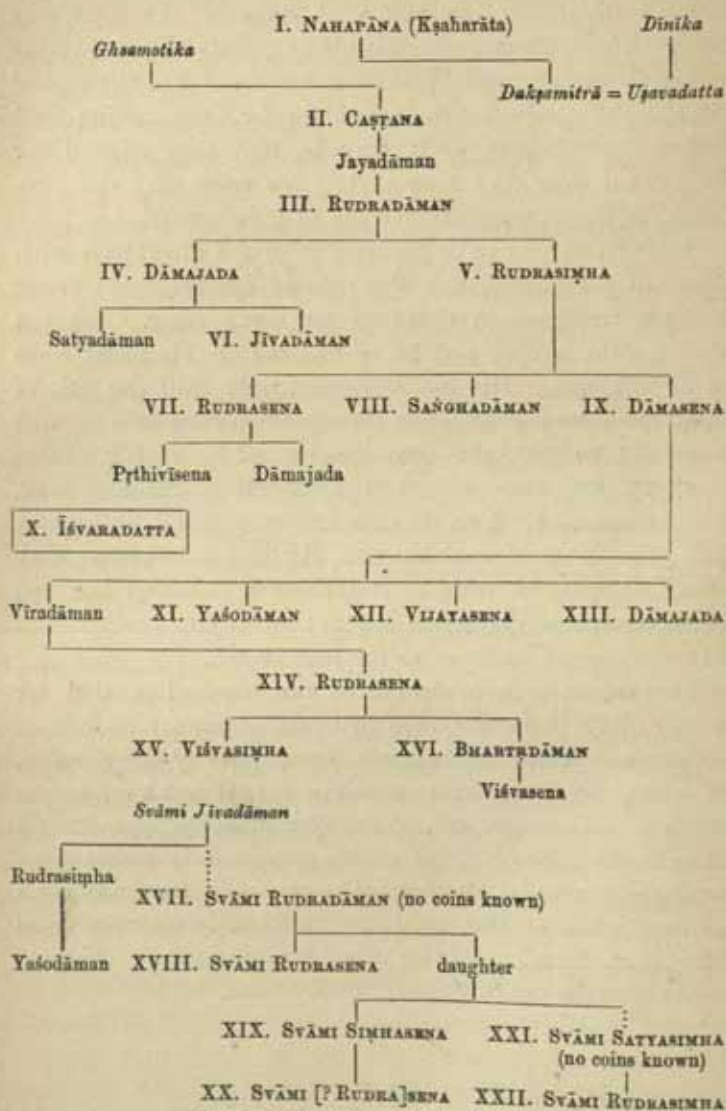 I. NAHAPĀNA (Kṣaharāta) Dīnīka
Ghsamotika
Dakṣamitrā = Uṣavadatta
II. CAṢṬANA
Jayadāman
III. RUDRADĀMAN
IV. DĀMAJADA V. RUDRASIṂHA
Satyadāman VI. JĪVADĀMAN
VII. RUDRASENA VIII. SAṄGHADĀMAN IX. DĀMASENA
Pṛthivīsena Dāmajada
X. ĪŚVARADATTA
Vīradāman XI. YAŚODĀMAN XII. VIJAYASENA XIII. DĀMAJADA
XIV. RUDRASENA
XV. VIŚVASIṂHA XVI. BHARTṚDĀMAN
Viśvasena
Svāmi Jīvadāman
Rudrasiṃha
XVII. SVĀMI RUDRADĀMAN (no coins known)
Yaśodāman XVIII. SVĀMI RUDRASENA daughter
XIX. SVĀMI SIṂHASENA XXI. SVĀMI SATYASIṂHA
(no coins known)
XX. SVĀMI [? RUDRA]SENA XXII. SVĀMI RUDRASIṂHA